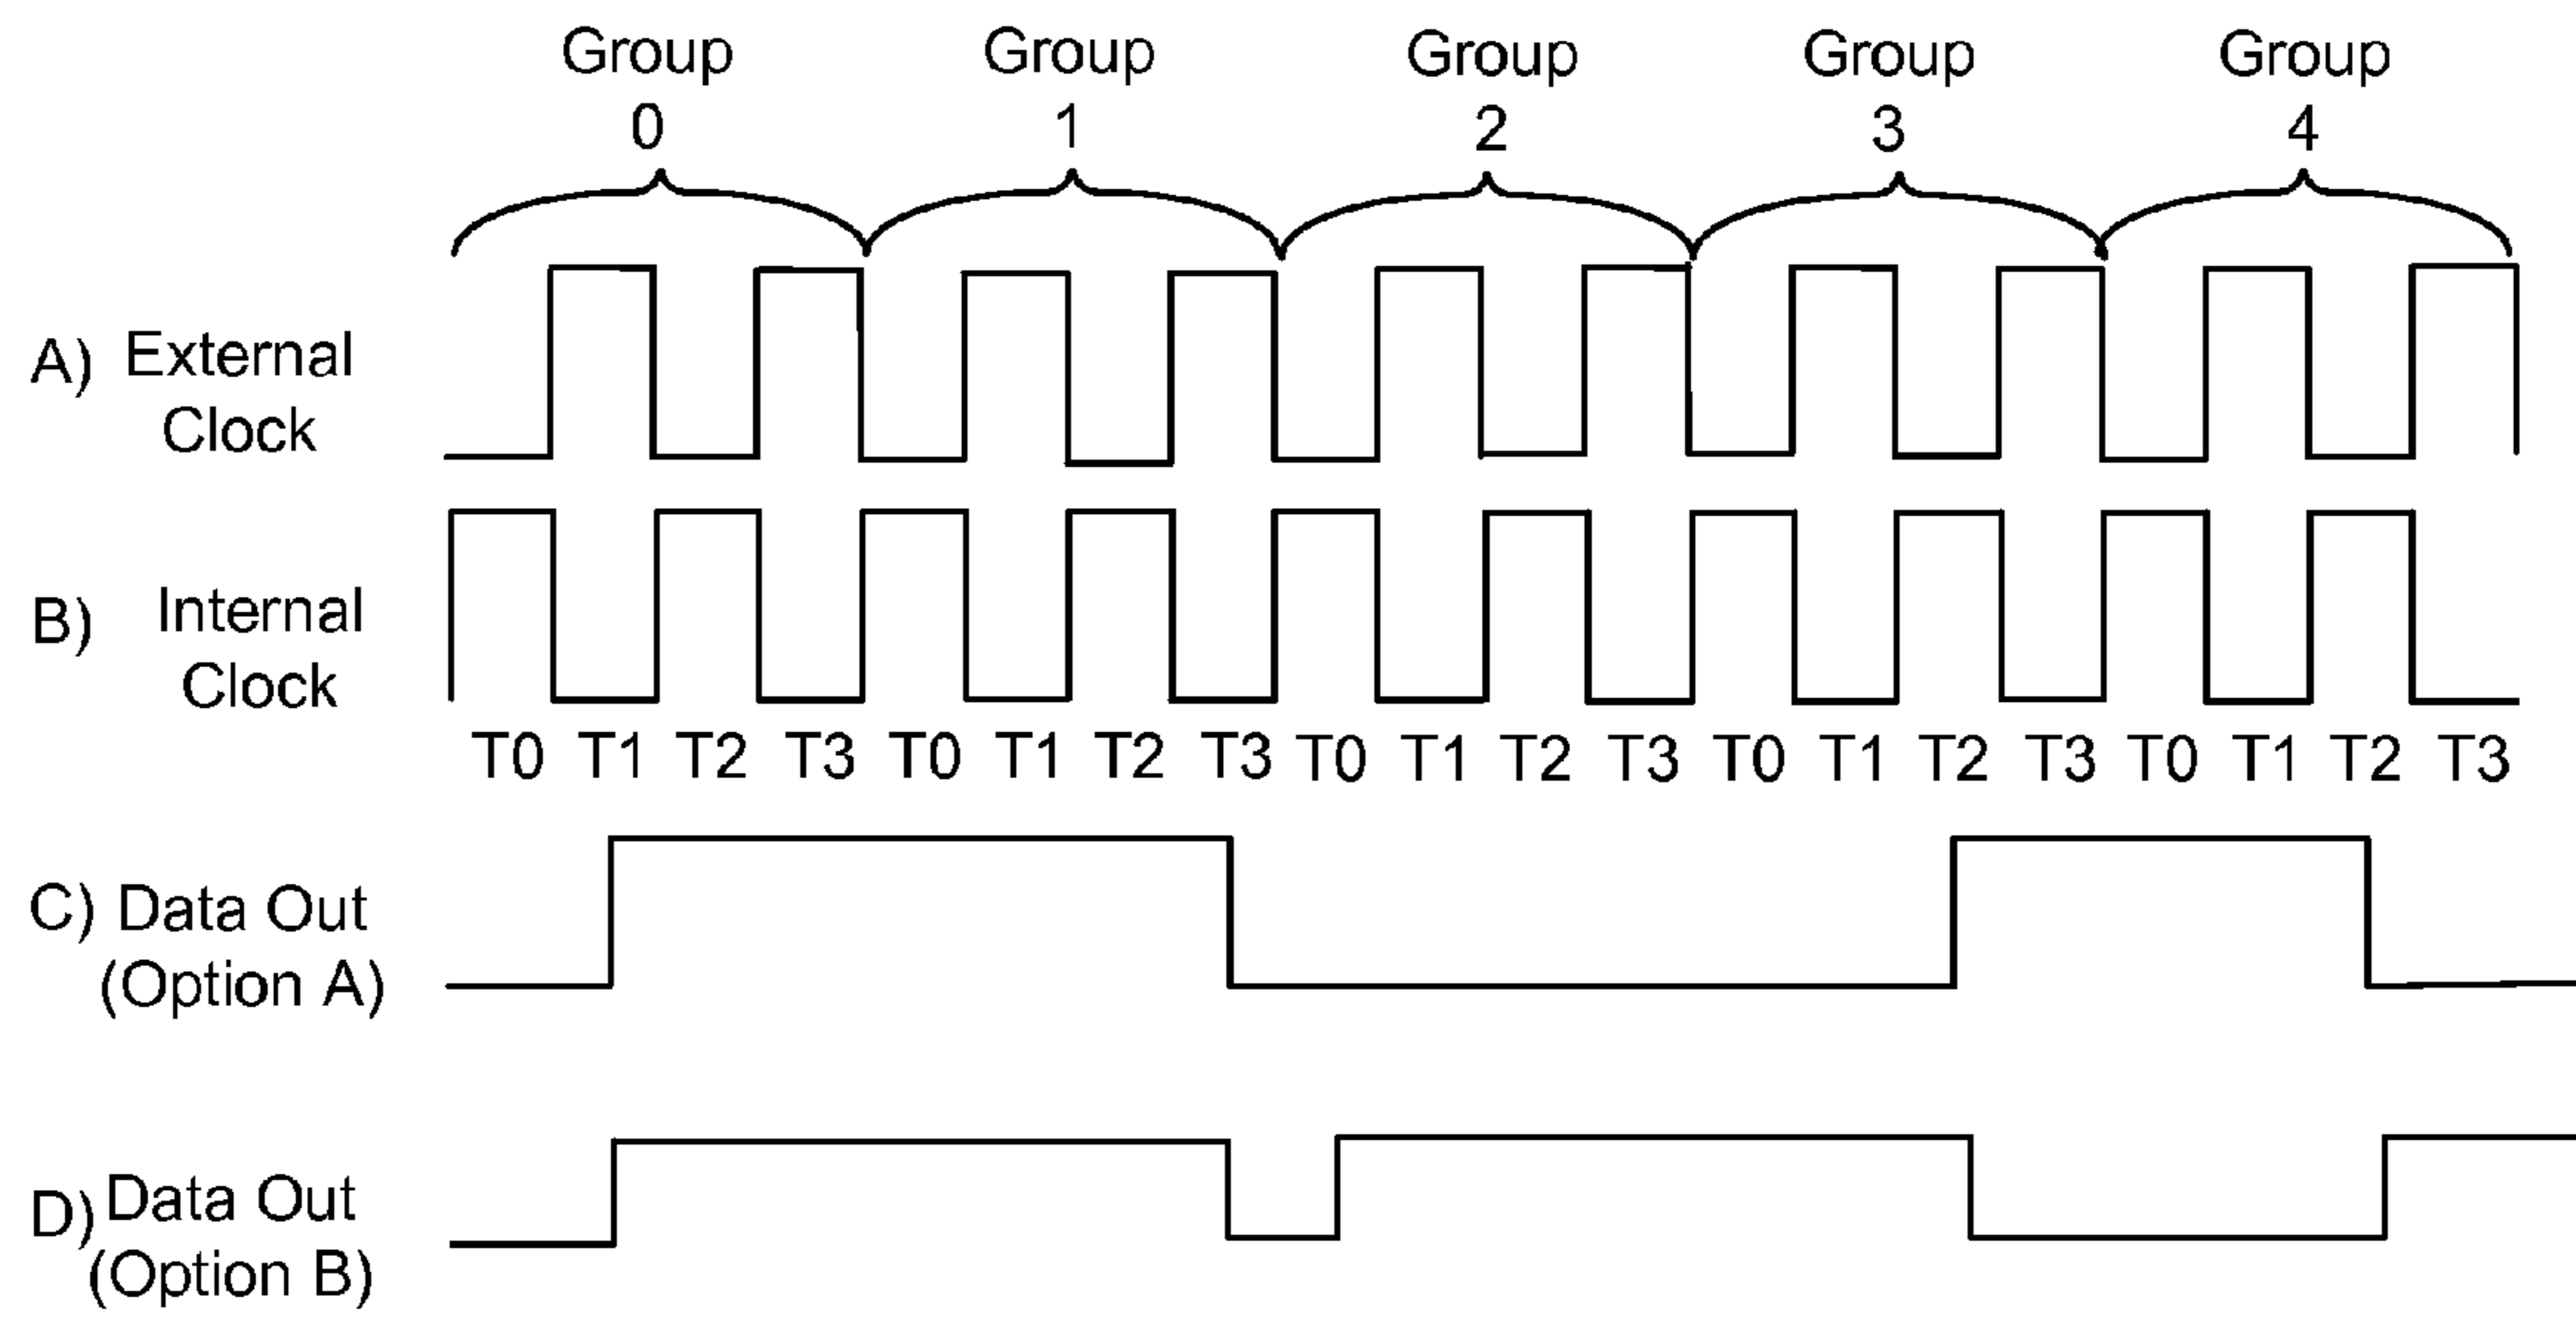 Group Group Group Group Group
0 1 2 3 4
A) External
Clock
B) Internal
Clock
T0 T1 T2 T3 T0 T1 T2 T3 T0 T1 T2 T3 T0 T1 T2 T3 T0 T1 T2 T3
C) Data Out
(Option A)
D) Data Out
(Option B)